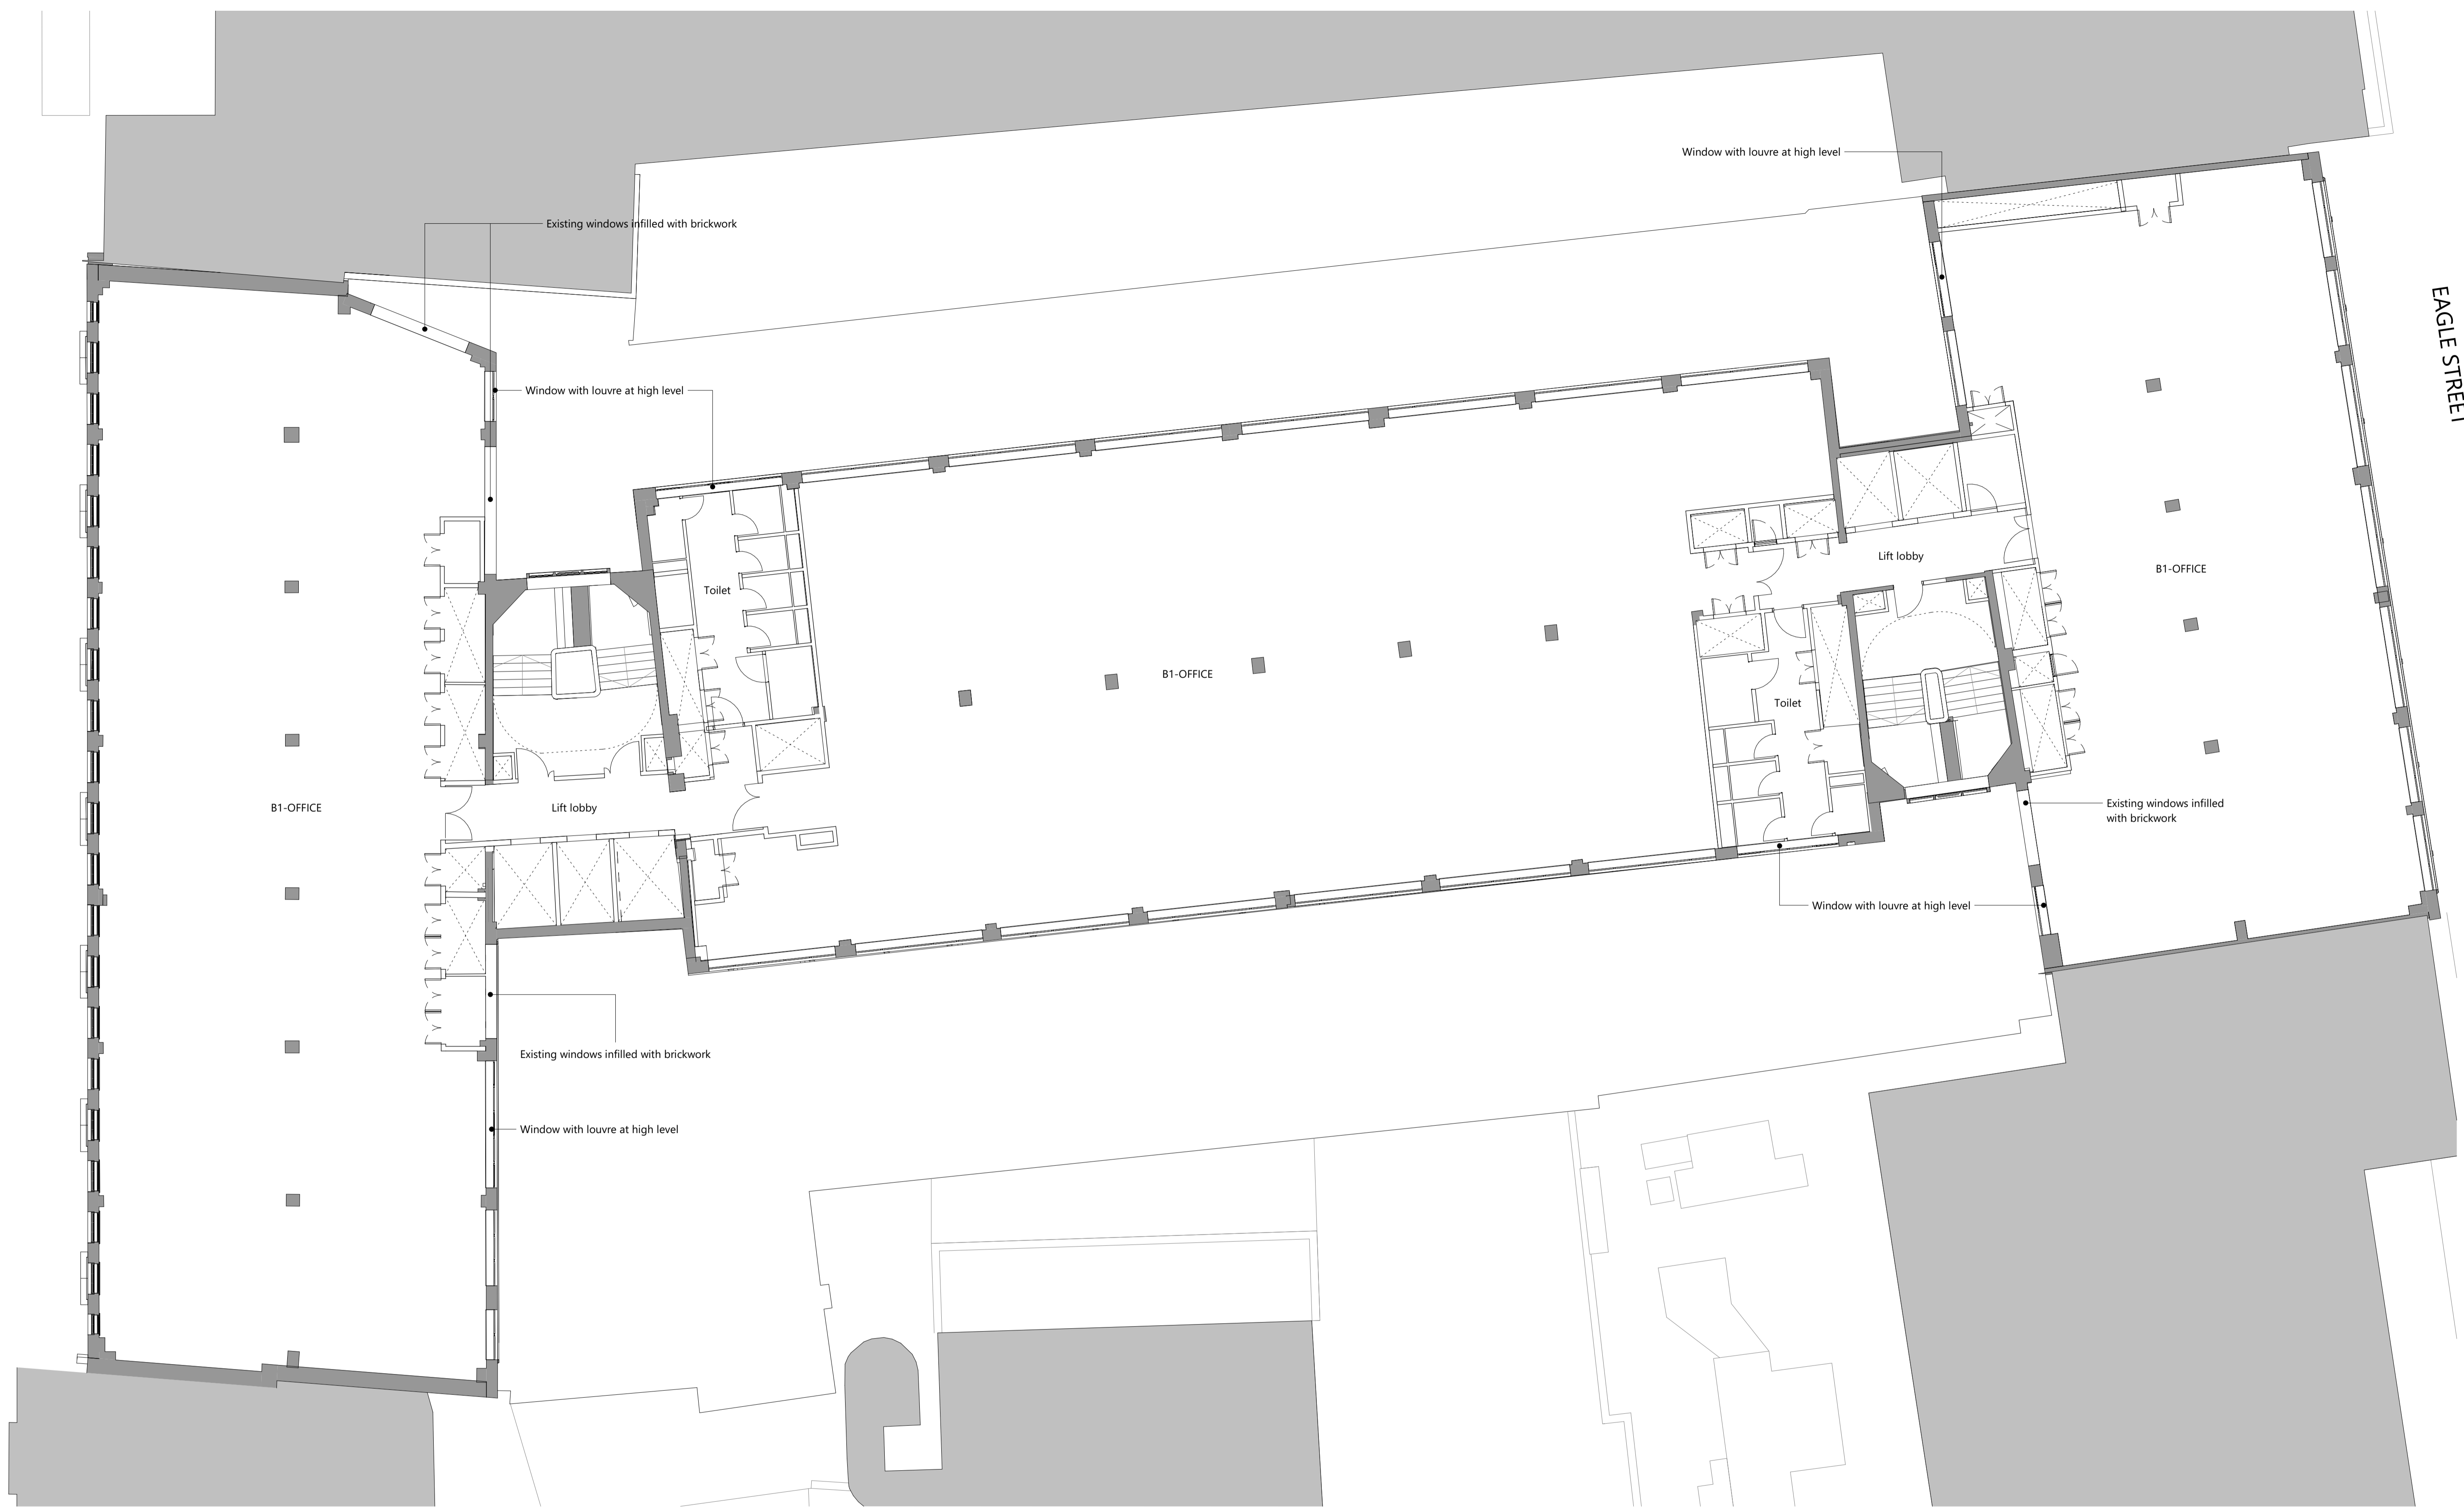 Window with louvre at high level
Existing windows infilled with brickwork
EAGLE STREET
Window with louvre at high level
Lift lobby
B1-OFFICE
Toilet
B1-OFFICE
Toilet
B1-OFFICE
Lift lobby
Existing windows infilled
with brickwork
Window with louvre at high level
Existing windows infilled with brickwork
Window with louvre at high level